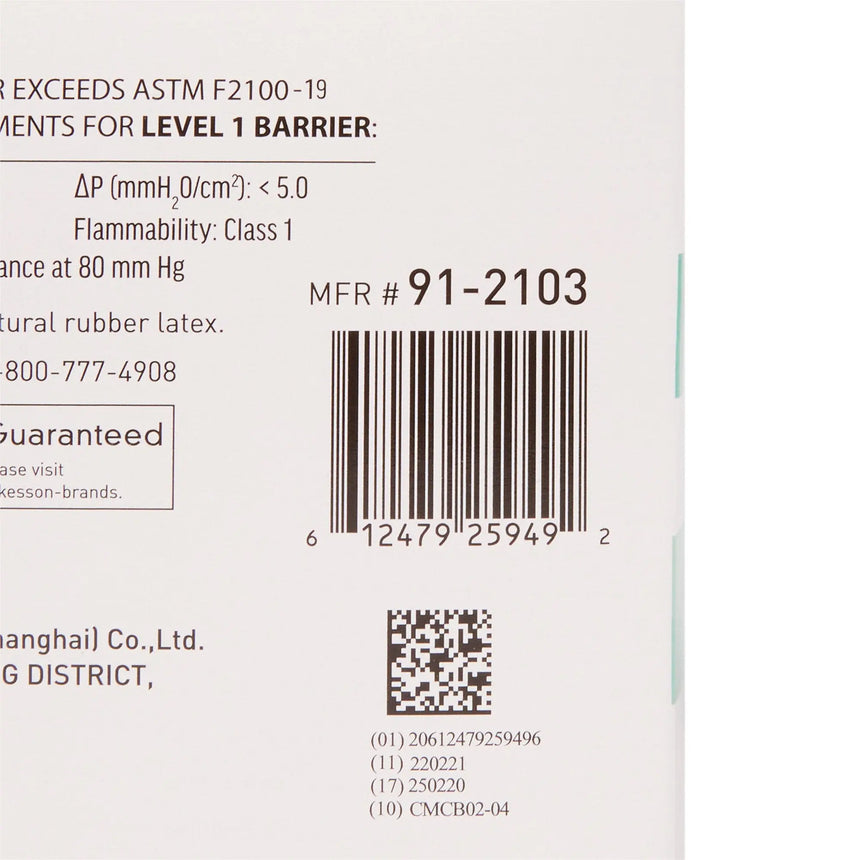 R EXCEEDS ASTM F2100-19
MENTS FOR LEVEL 1 BARRIER:
ΔP (mmH₂O/cm²): < 5.0
Flammability: Class 1
ance at 80 mm Hg
MFR # 91-2103
tural rubber latex.
-800-777-4908
Guaranteed
ase visit
kesson-brands.
6 12479 25949 2
hanghai) Co.,Ltd.
G DISTRICT,
(01) 20612479259496
(11) 220221
(17) 250220
(10) CMCB02-04